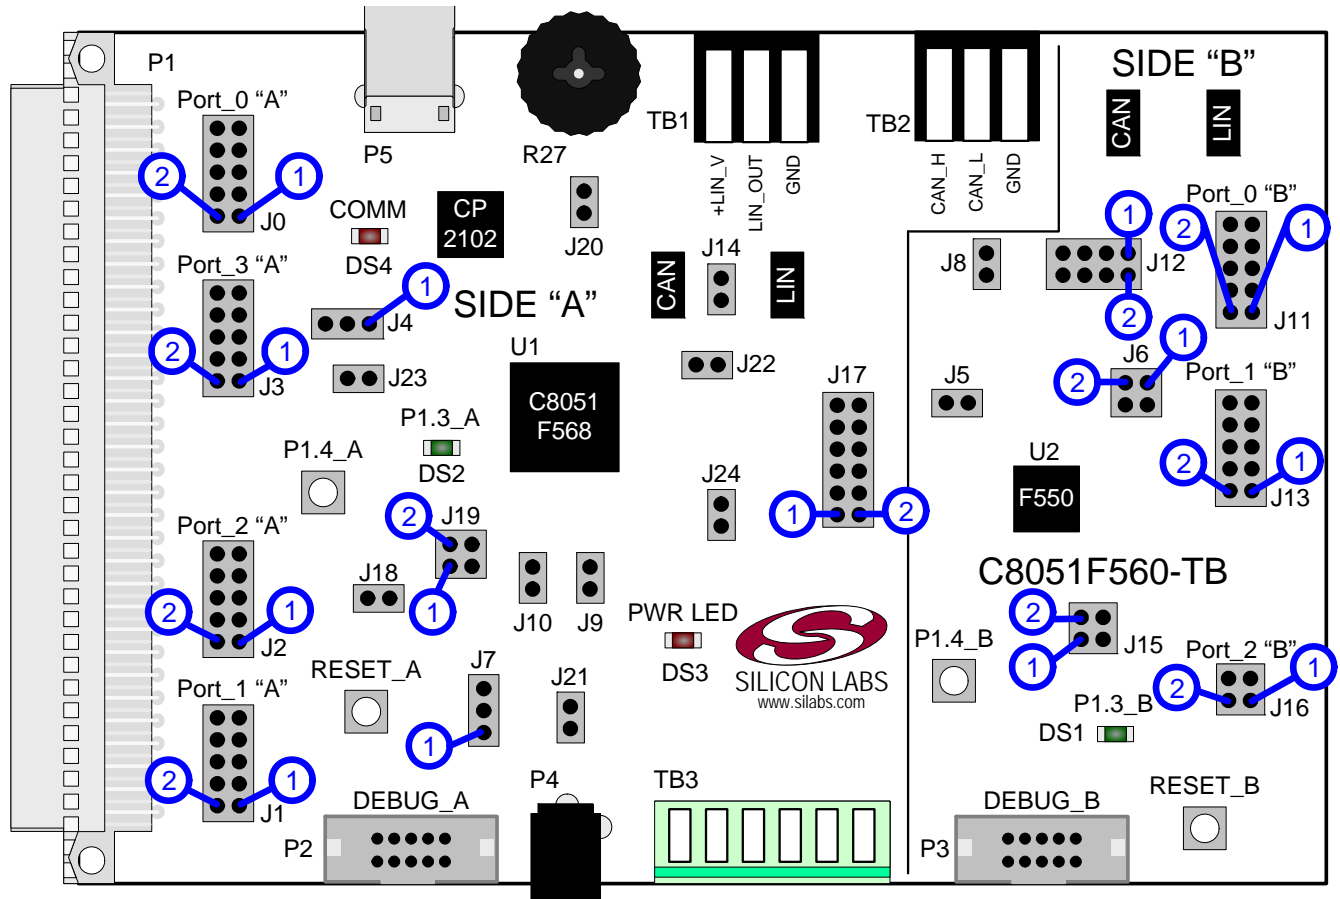 P1
Port_0 “A”
2
1
J0
P5
COMM
DS4
CP
2102
R27
J20
TB1
+LIN_V
LIN_OUT
GND
TB2
CAN_H
CAN_L
GND
SIDE “B”
CAN
LIN
Port_0 “B”
2
1
J11
J8
1
J12
2
Port_3 “A”
2
1
J3
1
J4
J23
SIDE “A”
CAN
J14
LIN
J22
U1
C8051
F568
J17
1
2
J5
J6
1
2
Port_1 “B”
2
1
J13
P1.3_A
DS2
P1.4_A
J24
U2
F550
Port_2 “A”
2
1
J2
2
J19
1
J18
J10
J9
C8051F560-TB
PWR LED
DS3
SILICON LABS
www.silabs.com
P1.4_B
2
1
J15
Port_2 “B”
2
1
J16
P1.3_B
DS1
RESET_A
J7
1
J21
Port_1 “A”
2
1
J1
DEBUG_A
P2
P4
TB3
DEBUG_B
P3
RESET_B